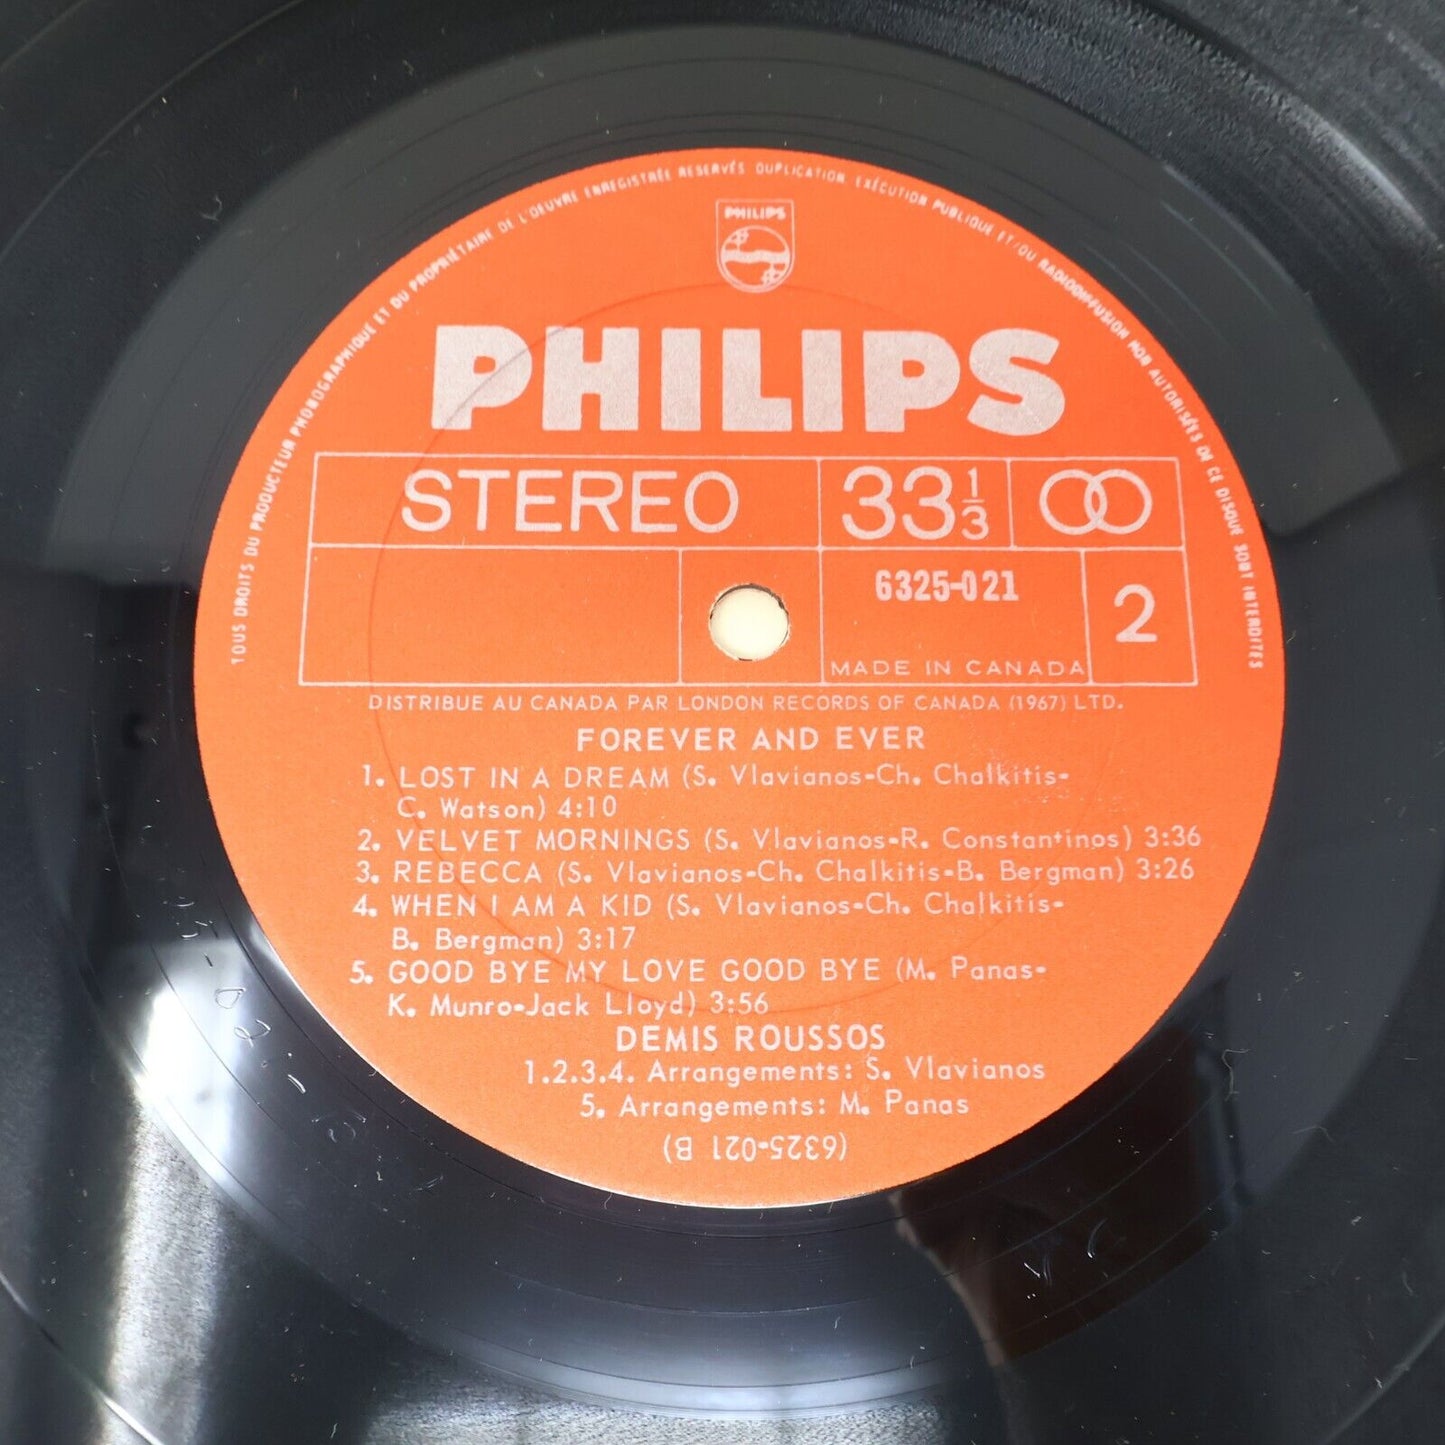 TOUS DROITS DU PRODUCTEUR PHONOGRAPHIQUE ET DU PROPRIÉTAIRE DE L'OEUVRE ENREGISTRÉE RESERVÉS DUPLICATION EXÉCUTION PUBLIQUE ET/OU RADIODIFFUSION NON AUTORISÉES DE CE DISQUE SONT INTERDITES
PHILIPS
PHILIPS
STEREO 33 1/3
6325-021
2
MADE IN CANADA
DISTRIBUE AU CANADA PAR LONDON RECORDS OF CANADA (1967) LTD.
FOREVER AND EVER
1. LOST IN A DREAM (S. Vlavianos-Ch. Chalkitis-
C. Watson) 4:10
2. VELVET MORNINGS (S. Vlavianos-R. Constantinos) 3:36
3. REBECCA (S. Vlavianos-Ch. Chalkitis-B. Bergman) 3:26
4. WHEN I AM A KID (S. Vlavianos-Ch. Chalkitis-
B. Bergman) 3:17
5. GOOD BYE MY LOVE GOOD BYE (M. Panas-
K. Munro-Jack Lloyd) 3:56
DEMIS ROUSSOS
1.2.3.4. Arrangements: S. Vlavianos
5. Arrangements: M. Panas
(6325-021 B)